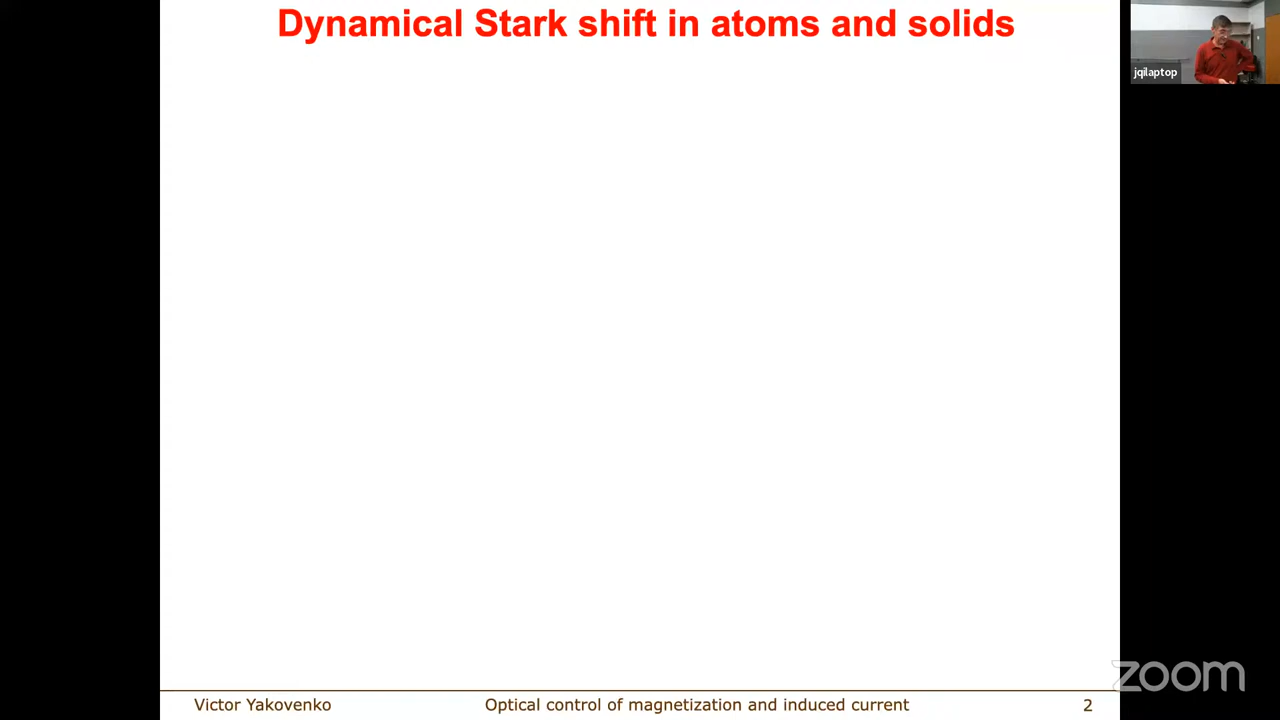 Dynamical Stark shift in atoms and solids
jqilaptop
zoom
Victor Yakovenko
Optical control of magnetization and induced current
2